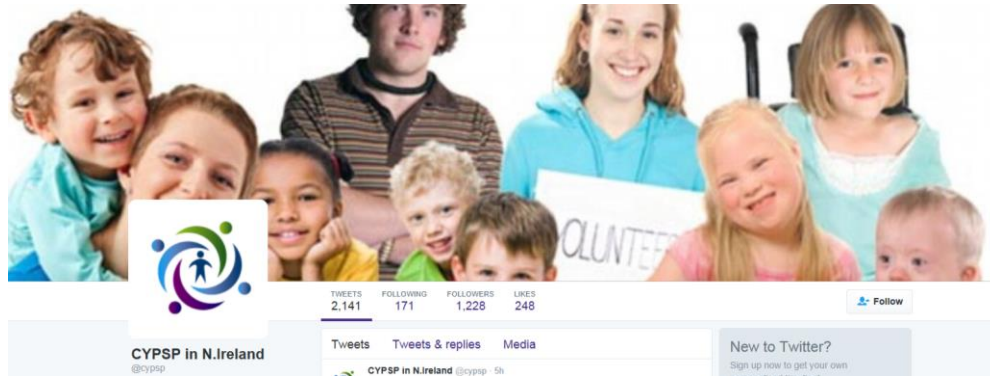 OLUNTEE
TWEETS
2,141
FOLLOWING
171
FOLLOWERS
1,228
LIKES
248
Follow
CYPSP in N.Ireland
@cypsp
Tweets Tweets & replies Media
CYPSP in N.Ireland @cypsp · 5h
New to Twitter?
Sign up now to get your own